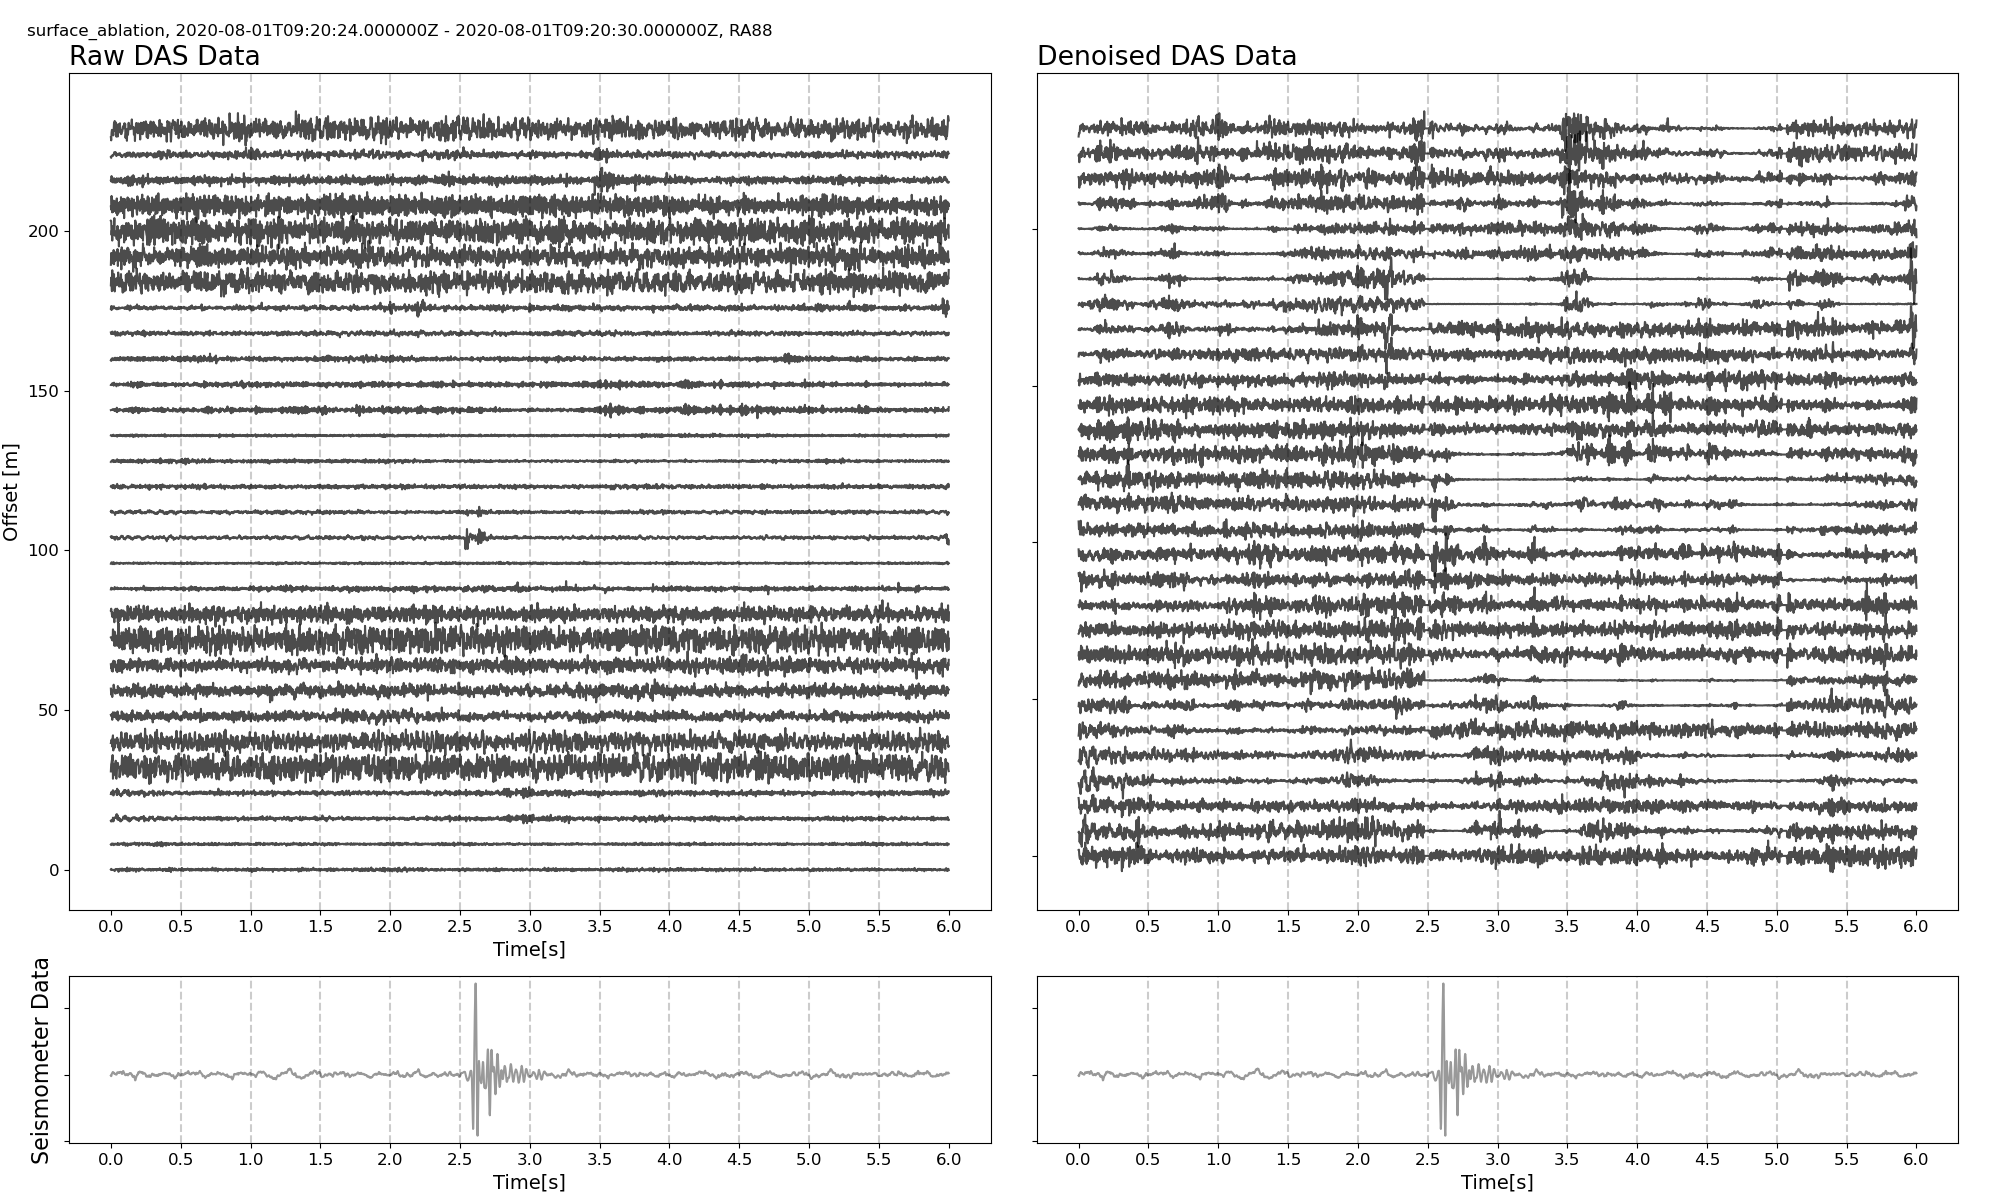 surface_ablation, 2020-08-01T09:20:24.000000Z - 2020-08-01T09:20:30.000000Z, RA88
Raw DAS Data
Denoised DAS Data
Offset [m]
200
150
100
50
0
0.0 0.5 1.0 1.5 2.0 2.5 3.0 3.5 4.0 4.5 5.0 5.5 6.0
Time[s]
0.0 0.5 1.0 1.5 2.0 2.5 3.0 3.5 4.0 4.5 5.0 5.5 6.0
Seismometer Data
0.0 0.5 1.0 1.5 2.0 2.5 3.0 3.5 4.0 4.5 5.0 5.5 6.0
Time[s]
0.0 0.5 1.0 1.5 2.0 2.5 3.0 3.5 4.0 4.5 5.0 5.5 6.0
Time[s]